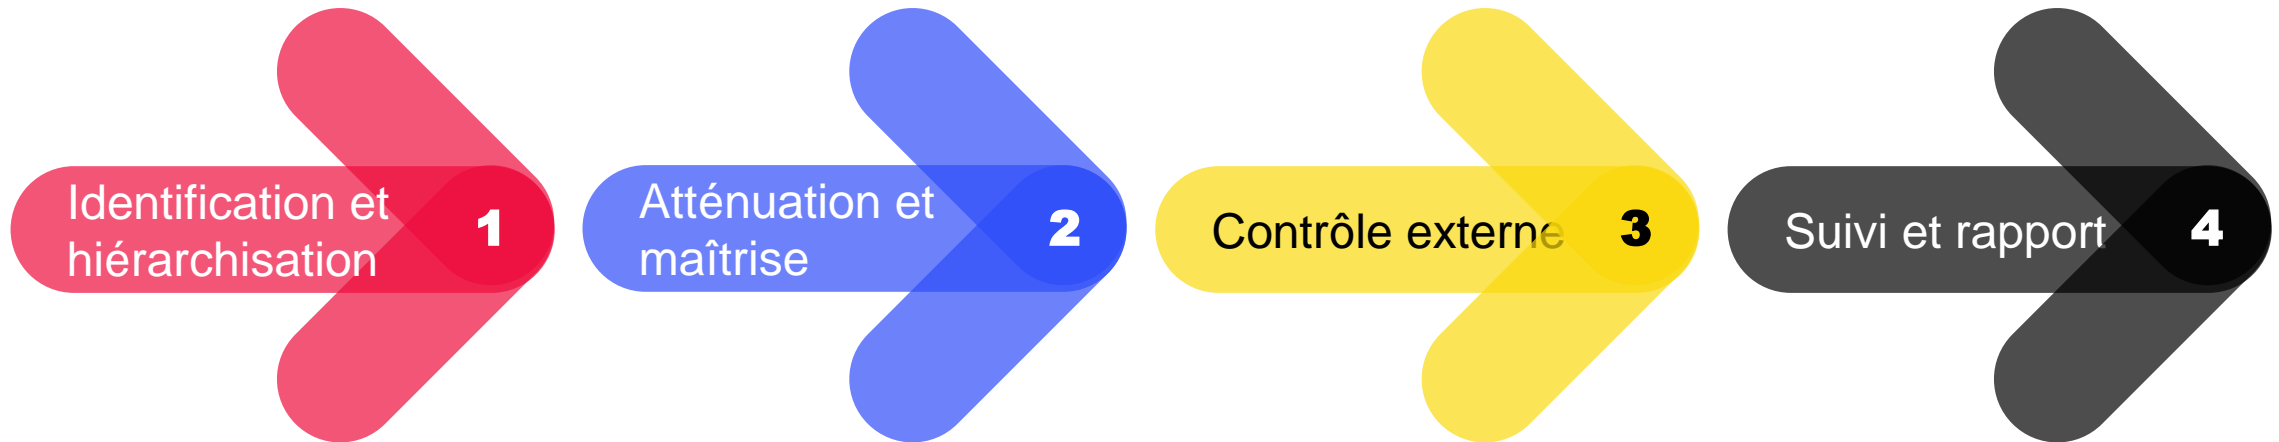 Identification et
hiérarchisation
1
Atténuation et
maîtrise
2
Contrôle externe
3
Suivi et rapport
4